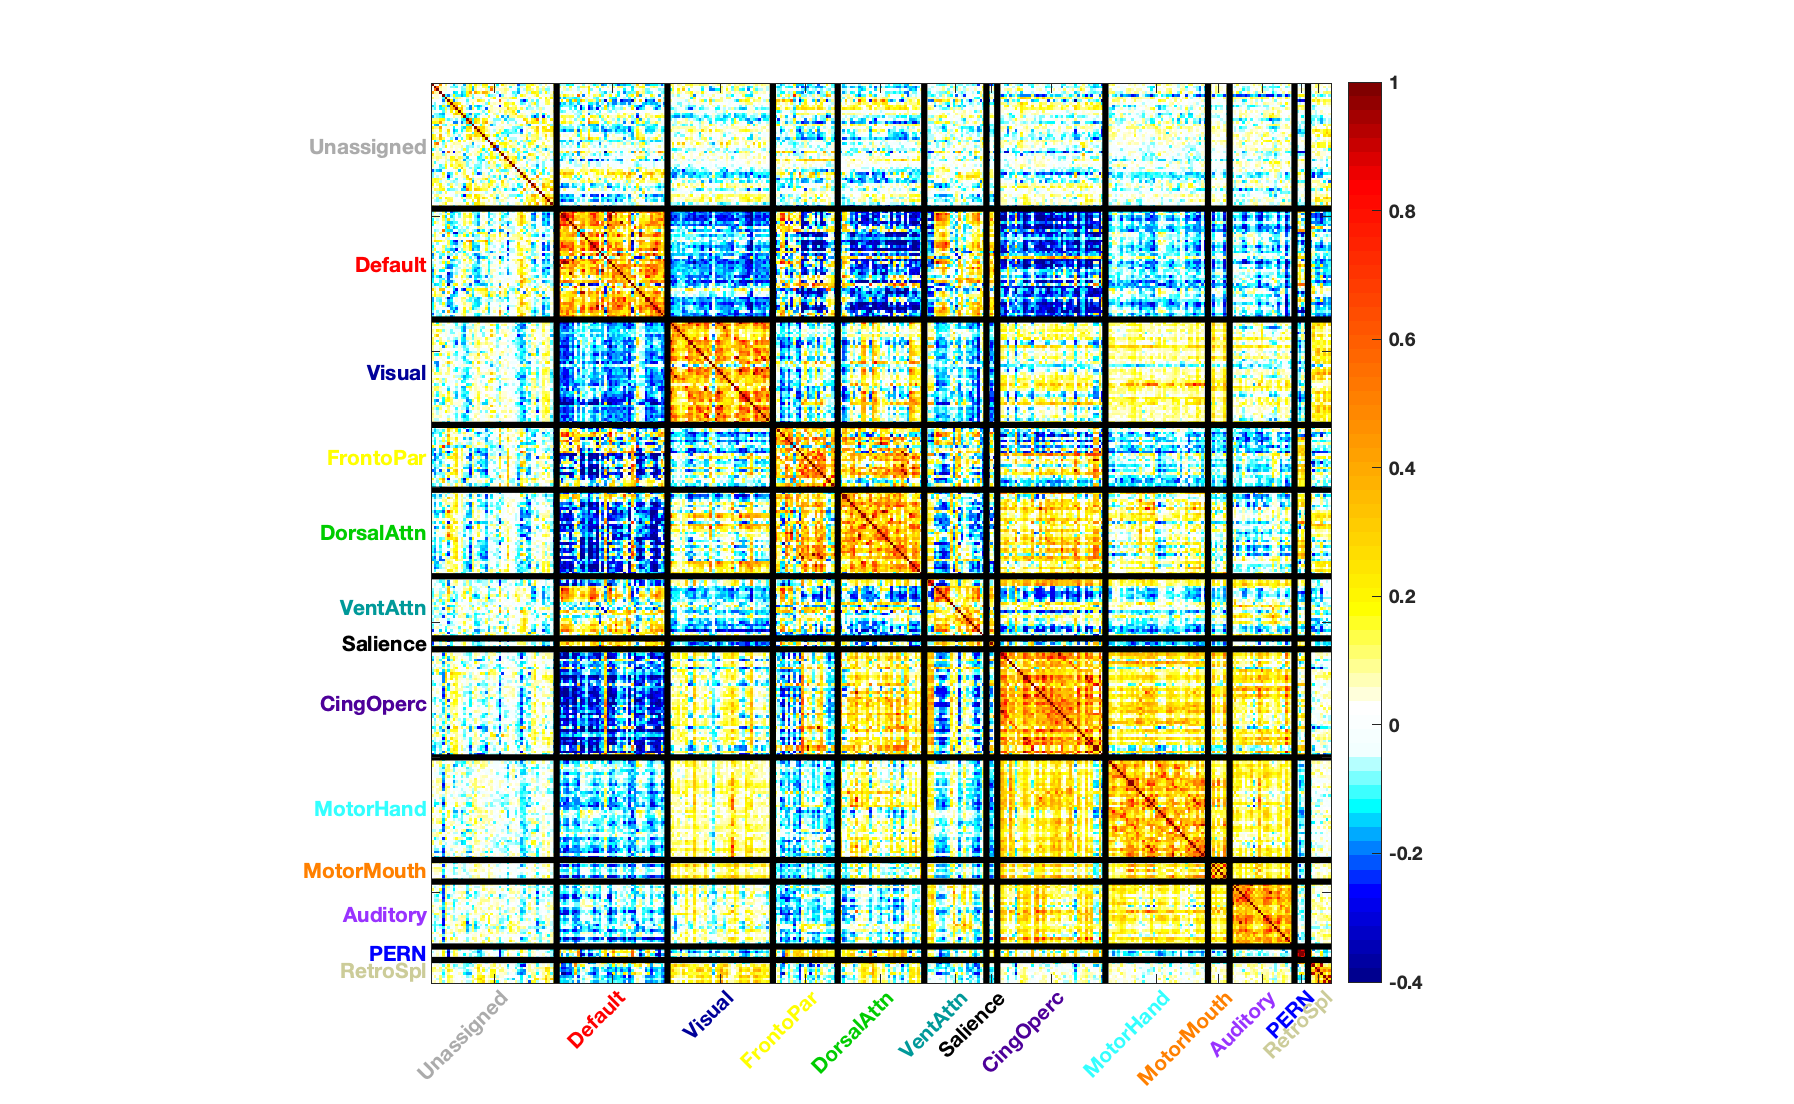 Unassigned
Default
Visual
FrontoPar
DorsalAttn
VentAttn
Salience
CingOperc
MotorHand
MotorMouth
Auditory
PERN
RetroSpl
Unassigned
Default
Visual
FrontoPar
DorsalAttn
VentAttn
Salience
CingOperc
MotorHand
MotorMouth
Auditory
PERN
RetroSpl
1
0.8
0.6
0.4
0.2
0
-0.2
-0.4